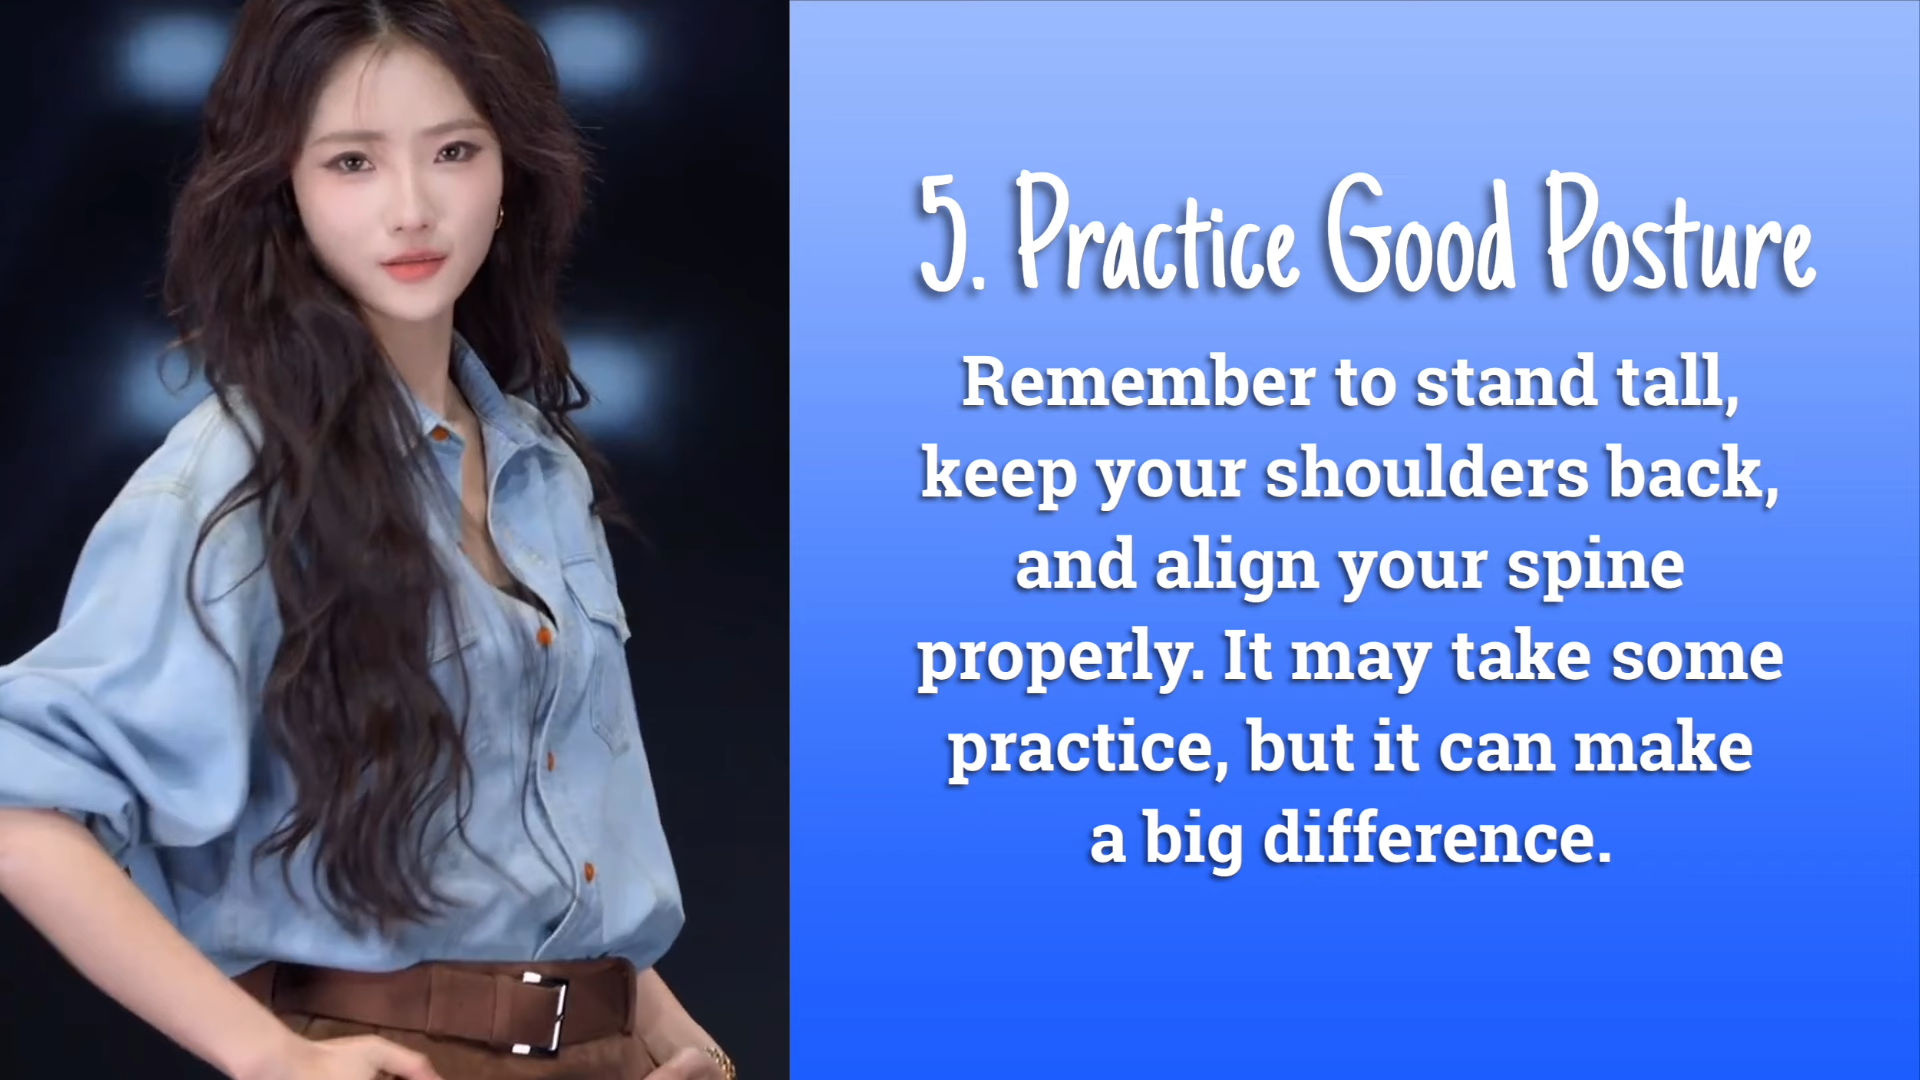 5. Practice Good Posture
Remember to stand tall,
keep your shoulders back,
and align your spine
properly. It may take some
practice, but it can make
a big difference.